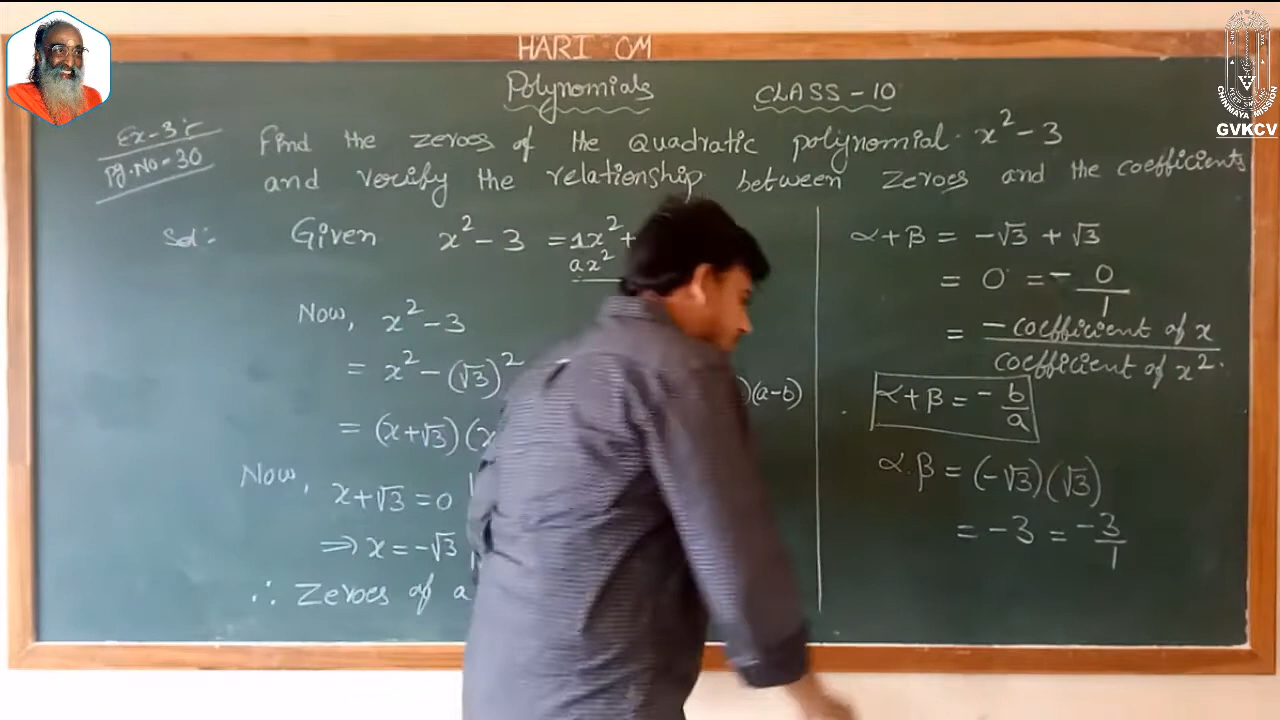 HARI OM
Polynomials CLASS - 10
Ex-3:-
Pg.No-30
Find the zeroes of the Quadratic polynomial. x² - 3
and verify the relationship between zeroes and the coefficients
Sol:- Given x² - 3 = 1x² +
ax²
Now, x² - 3
= x² - (√3)²
)(a-b)
= (x+√3)(x
Now,
x+√3 = 0
⇒ x = -√3
∴ Zeroes of a
α+β = -√3 + √3
= 0 = - 0/1
= - coefficient of x / coefficient of x².
α+β = - b/a
α.β = (-√3)(√3)
= -3 = -3/1
CHINMAYA MISSION
GVKCV